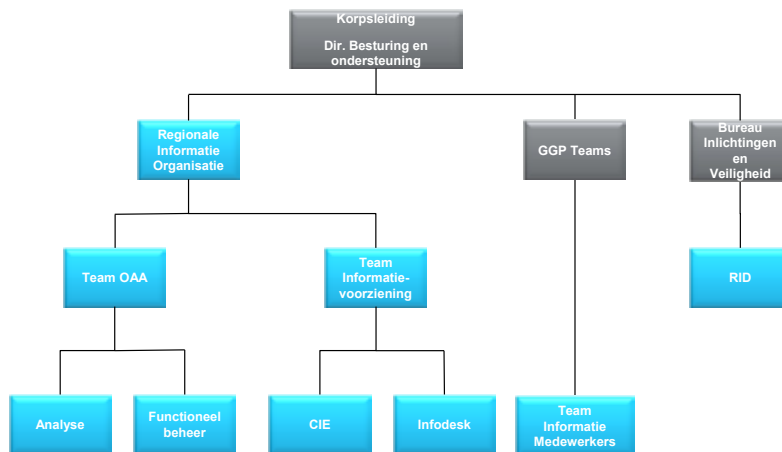 Korpsleiding
Dir. Besturing en
ondersteuning
Regionale
Informatie
Organisatie
GGP Teams
Bureau
Inlichtingen
en
Veiligheid
Team OAA
Team
Informatie-
voorziening
RID
Analyse
Functioneel
beheer
CIE
Infodesk
Team
Informatie
Medewerkers